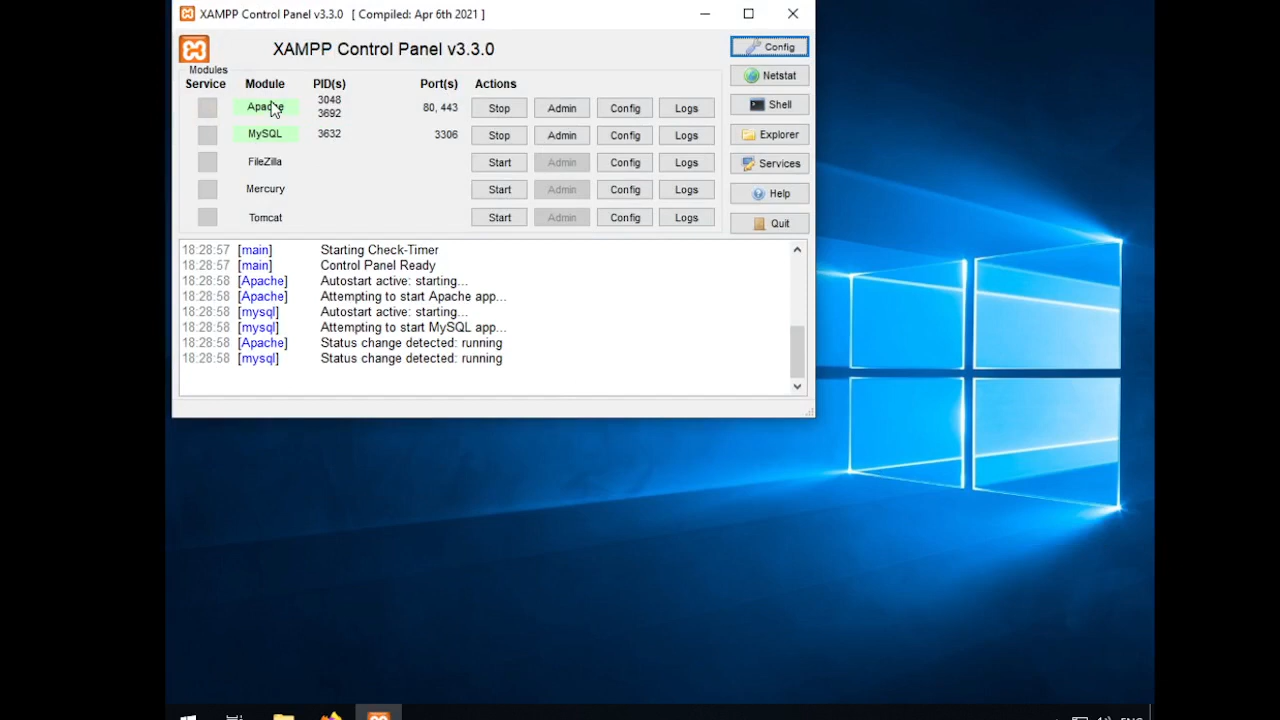 XAMPP Control Panel v3.3.0 [ Compiled: Apr 6th 2021 ]
XAMPP Control Panel v3.3.0
Config
Modules
Service Module PID(s) Port(s) Actions
Netstat
Apache 3048 3692 80, 443 Stop Admin Config Logs
Shell
MySQL 3632 3306 Stop Admin Config Logs
Explorer
FileZilla Start Admin Config Logs
Services
Mercury Start Admin Config Logs
Help
Tomcat Start Admin Config Logs
Quit
18:28:57 [main] Starting Check-Timer
18:28:57 [main] Control Panel Ready
18:28:58 [Apache] Autostart active: starting...
18:28:58 [Apache] Attempting to start Apache app...
18:28:58 [mysql] Autostart active: starting...
18:28:58 [mysql] Attempting to start MySQL app...
18:28:58 [Apache] Status change detected: running
18:28:58 [mysql] Status change detected: running